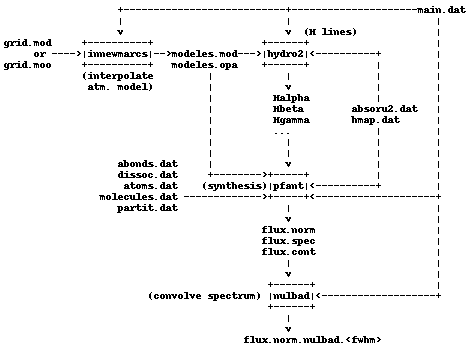 main.dat
(H lines)
grid.mod
or innewmarcs modeles.mod hydro2
grid.moo modeles.opa
(interpolate
atm. model)
Halpha
Hbeta absoru2.dat
Hgamma hmap.dat
...
abonds.dat
dissoc.dat
atoms.dat (synthesis) pfant
molecules.dat
partit.dat
flux.norm
flux.spec
flux.cont
(convolve spectrum) nulbad
flux.norm.nulbad.<fwhm>